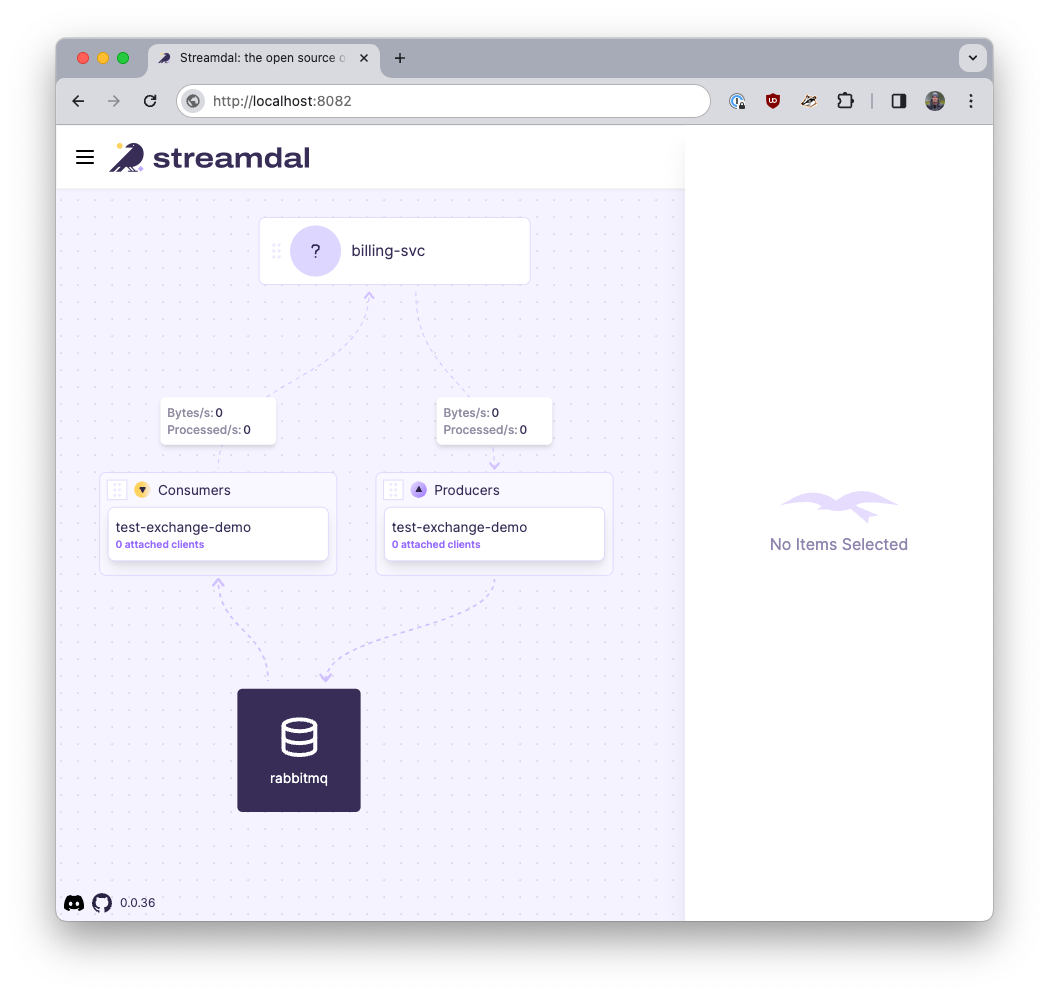 Streamdal: the open source o
http://localhost:8082
streamdal
? billing-svc
Bytes/s: 0
Processed/s: 0
Bytes/s: 0
Processed/s: 0
Consumers
test-exchange-demo
0 attached clients
Producers
test-exchange-demo
0 attached clients
rabbitmq
0.0.36
No Items Selected